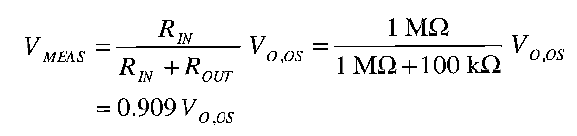 V_MEAS = R_IN / (R_IN + R_OUT) V_O,OS = 1 MΩ / (1 MΩ+100 kΩ) V_O,OS
= 0.909 V_O,OS